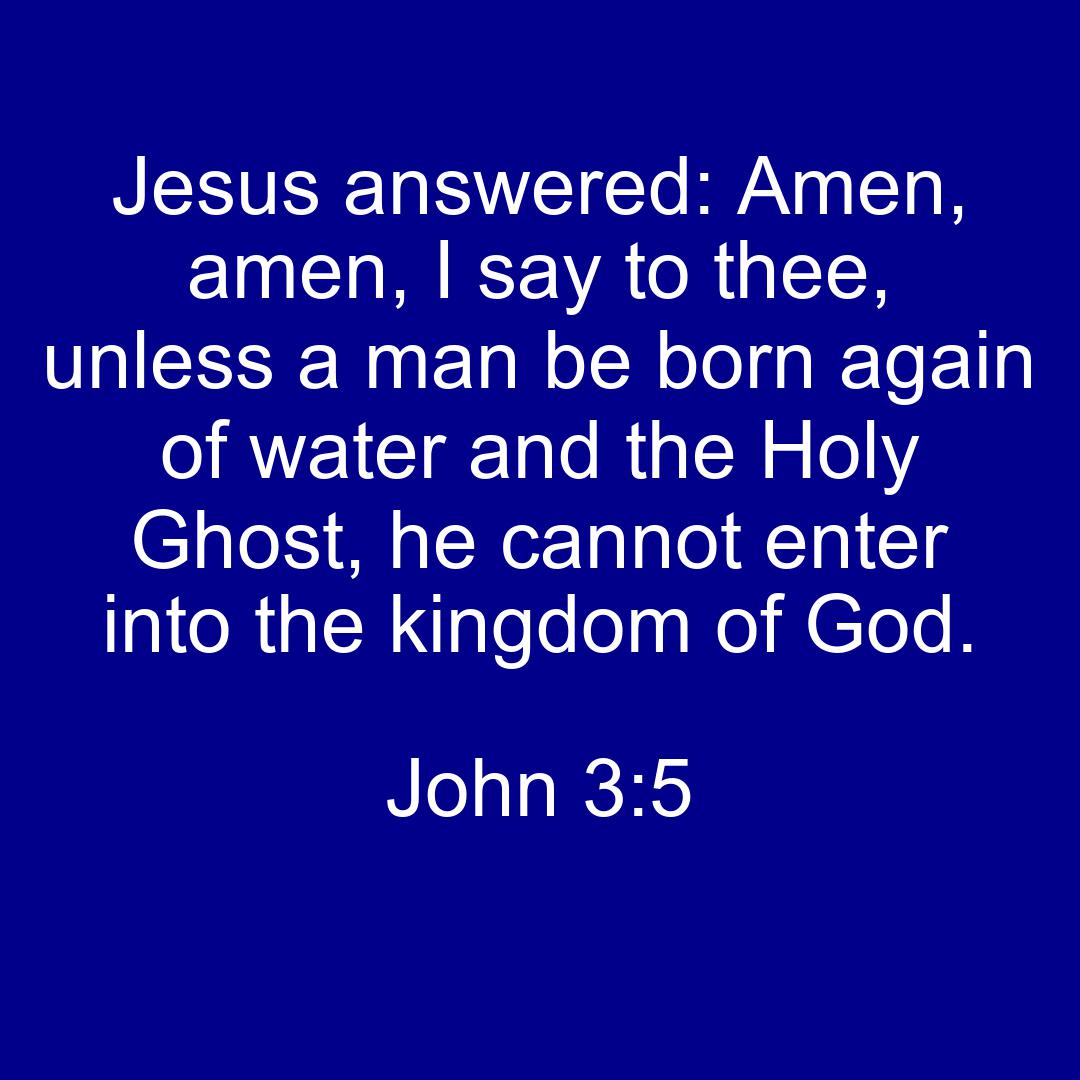 Jesus answered: Amen,
amen, I say to thee,
unless a man be born again
of water and the Holy
Ghost, he cannot enter
into the kingdom of God.
John 3:5